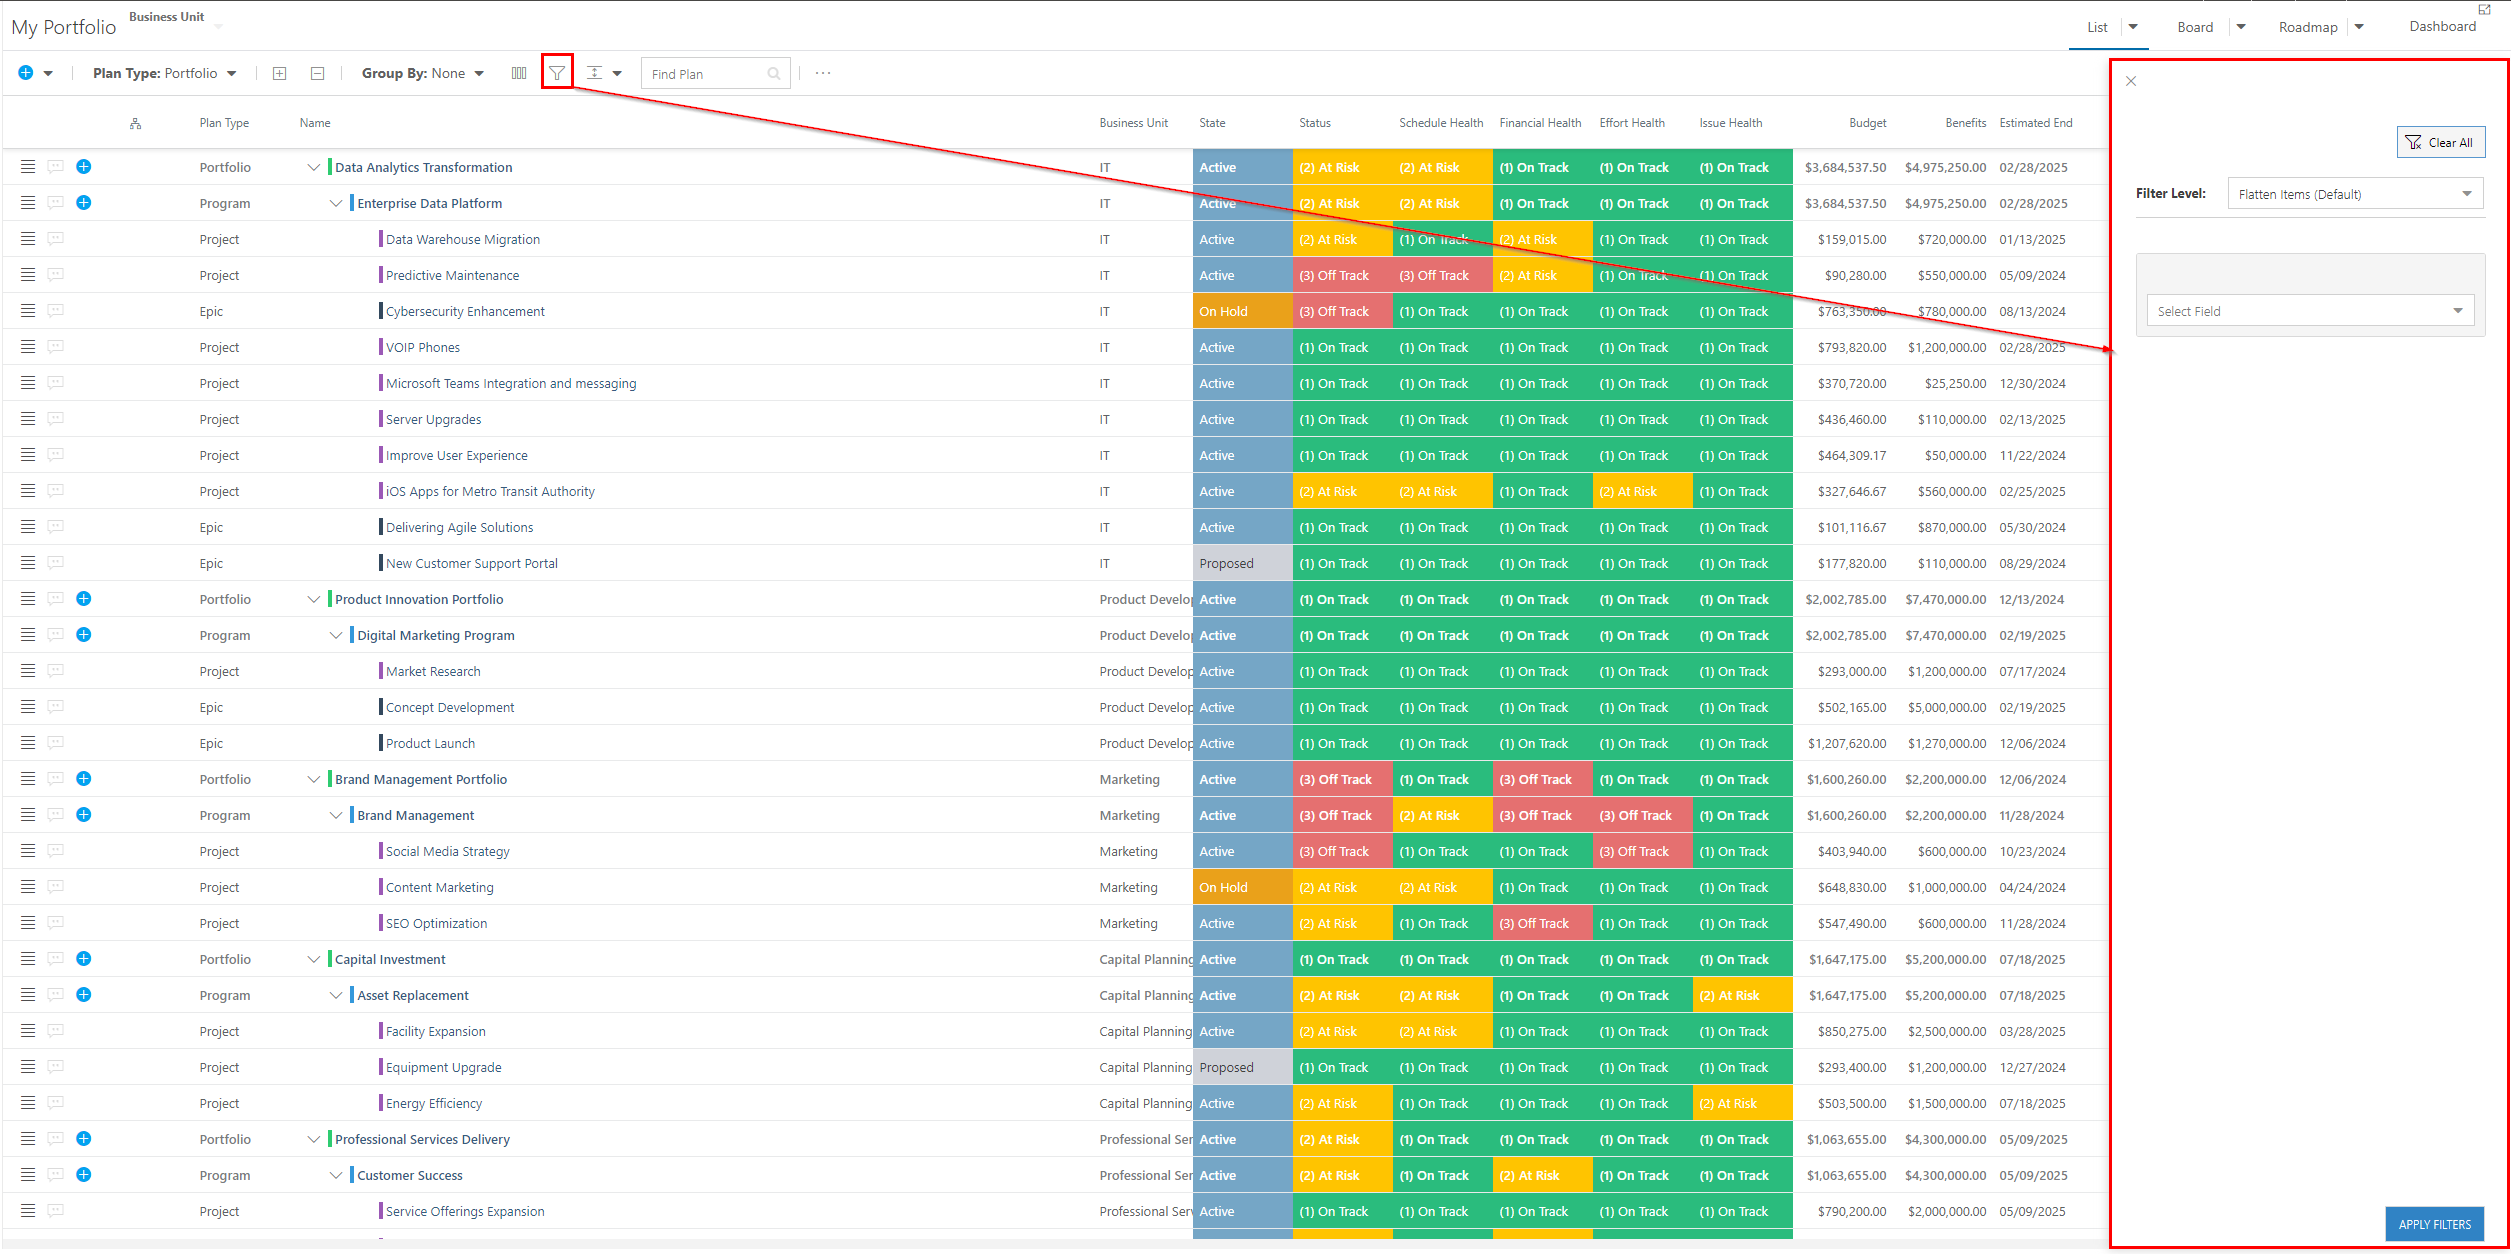 My Portfolio Business Unit List Board Roadmap Dashboard
Plan Type: Portfolio Group By: None Find Plan ...
Plan Type Name Business Unit State Status Schedule Health Financial Health Effort Health Issue Health Budget Benefits Estimated End
Portfolio Data Analytics Transformation IT Active (2) At Risk (2) At Risk (1) On Track (1) On Track (1) On Track $3,684,537.50 $4,975,250.00 02/28/2025
Program Enterprise Data Platform IT Active (2) At Risk (2) At Risk (1) On Track (1) On Track (1) On Track $3,684,537.50 $4,975,250.00 02/28/2025
Project Data Warehouse Migration IT Active (2) At Risk (1) On Track (2) At Risk (1) On Track (1) On Track $159,015.00 $720,000.00 01/13/2025
Project Predictive Maintenance IT Active (3) Off Track (3) Off Track (2) At Risk (1) On Track (1) On Track $90,280.00 $550,000.00 05/09/2024
Epic Cybersecurity Enhancement IT On Hold (3) Off Track (1) On Track (1) On Track (1) On Track (1) On Track $763,350.00 $780,000.00 08/13/2024
Project VOIP Phones IT Active (1) On Track (1) On Track (1) On Track (1) On Track (1) On Track $793,820.00 $1,200,000.00 02/28/2025
Project Microsoft Teams Integration and messaging IT Active (1) On Track (1) On Track (1) On Track (1) On Track (1) On Track $370,720.00 $25,250.00 12/30/2024
Project Server Upgrades IT Active (1) On Track (1) On Track (1) On Track (1) On Track (1) On Track $436,460.00 $110,000.00 02/13/2025
Project Improve User Experience IT Active (1) On Track (1) On Track (1) On Track (1) On Track (1) On Track $464,309.17 $50,000.00 11/22/2024
Project iOS Apps for Metro Transit Authority IT Active (2) At Risk (2) At Risk (1) On Track (2) At Risk (1) On Track $327,646.67 $560,000.00 02/25/2025
Epic Delivering Agile Solutions IT Active (1) On Track (1) On Track (1) On Track (1) On Track (1) On Track $101,116.67 $870,000.00 05/30/2024
Epic New Customer Support Portal IT Proposed (1) On Track (1) On Track (1) On Track (1) On Track (1) On Track $177,820.00 $110,000.00 08/29/2024
Portfolio Product Innovation Portfolio Product Develo Active (1) On Track (1) On Track (1) On Track (1) On Track (1) On Track $2,002,785.00 $7,470,000.00 12/13/2024
Program Digital Marketing Program Product Develo Active (1) On Track (1) On Track (1) On Track (1) On Track (1) On Track $2,002,785.00 $7,470,000.00 02/19/2025
Project Market Research Product Develop Active (1) On Track (1) On Track (1) On Track (1) On Track (1) On Track $293,000.00 $1,200,000.00 07/17/2024
Epic Concept Development Product Develop Active (1) On Track (1) On Track (1) On Track (1) On Track (1) On Track $502,165.00 $5,000,000.00 02/19/2025
Epic Product Launch Product Develop Active (1) On Track (1) On Track (1) On Track (1) On Track (1) On Track $1,207,620.00 $1,270,000.00 12/06/2024
Portfolio Brand Management Portfolio Marketing Active (3) Off Track (1) On Track (3) Off Track (1) On Track (1) On Track $1,600,260.00 $2,200,000.00 12/06/2024
Program Brand Management Marketing Active (3) Off Track (2) At Risk (3) Off Track (3) Off Track (1) On Track $1,600,260.00 $2,200,000.00 11/28/2024
Project Social Media Strategy Marketing Active (3) Off Track (1) On Track (1) On Track (3) Off Track (1) On Track $403,940.00 $600,000.00 10/23/2024
Project Content Marketing Marketing On Hold (2) At Risk (2) At Risk (1) On Track (1) On Track (1) On Track $648,830.00 $1,000,000.00 04/24/2024
Project SEO Optimization Marketing Active (2) At Risk (1) On Track (3) Off Track (1) On Track (1) On Track $547,490.00 $600,000.00 11/28/2024
Portfolio Capital Investment Capital Planning Active (1) On Track (1) On Track (1) On Track (1) On Track (1) On Track $1,647,175.00 $5,200,000.00 07/18/2025
Program Asset Replacement Capital Planning Active (2) At Risk (2) At Risk (1) On Track (1) On Track (2) At Risk $1,647,175.00 $5,200,000.00 07/18/2025
Project Facility Expansion Capital Planning Active (2) At Risk (2) At Risk (1) On Track (1) On Track (1) On Track $850,275.00 $2,500,000.00 03/28/2025
Project Equipment Upgrade Capital Planning Proposed (1) On Track (1) On Track (1) On Track (1) On Track (1) On Track $293,400.00 $1,200,000.00 12/27/2024
Project Energy Efficiency Capital Planning Active (2) At Risk (1) On Track (1) On Track (1) On Track (2) At Risk $503,500.00 $1,500,000.00 07/18/2025
Portfolio Professional Services Delivery Professional Ser Active (2) At Risk (1) On Track (1) On Track (1) On Track (1) On Track $1,063,655.00 $4,300,000.00 05/09/2025
Program Customer Success Professional Ser Active (2) At Risk (1) On Track (2) At Risk (1) On Track (1) On Track $1,063,655.00 $4,300,000.00 05/09/2025
Project Service Offerings Expansion Professional Serv Active (1) On Track (1) On Track (1) On Track (1) On Track (1) On Track $790,200.00 $2,000,000.00 05/09/2025
Clear All
Filter Level: Flatten Items (Default)
Select Field
APPLY FILTERS